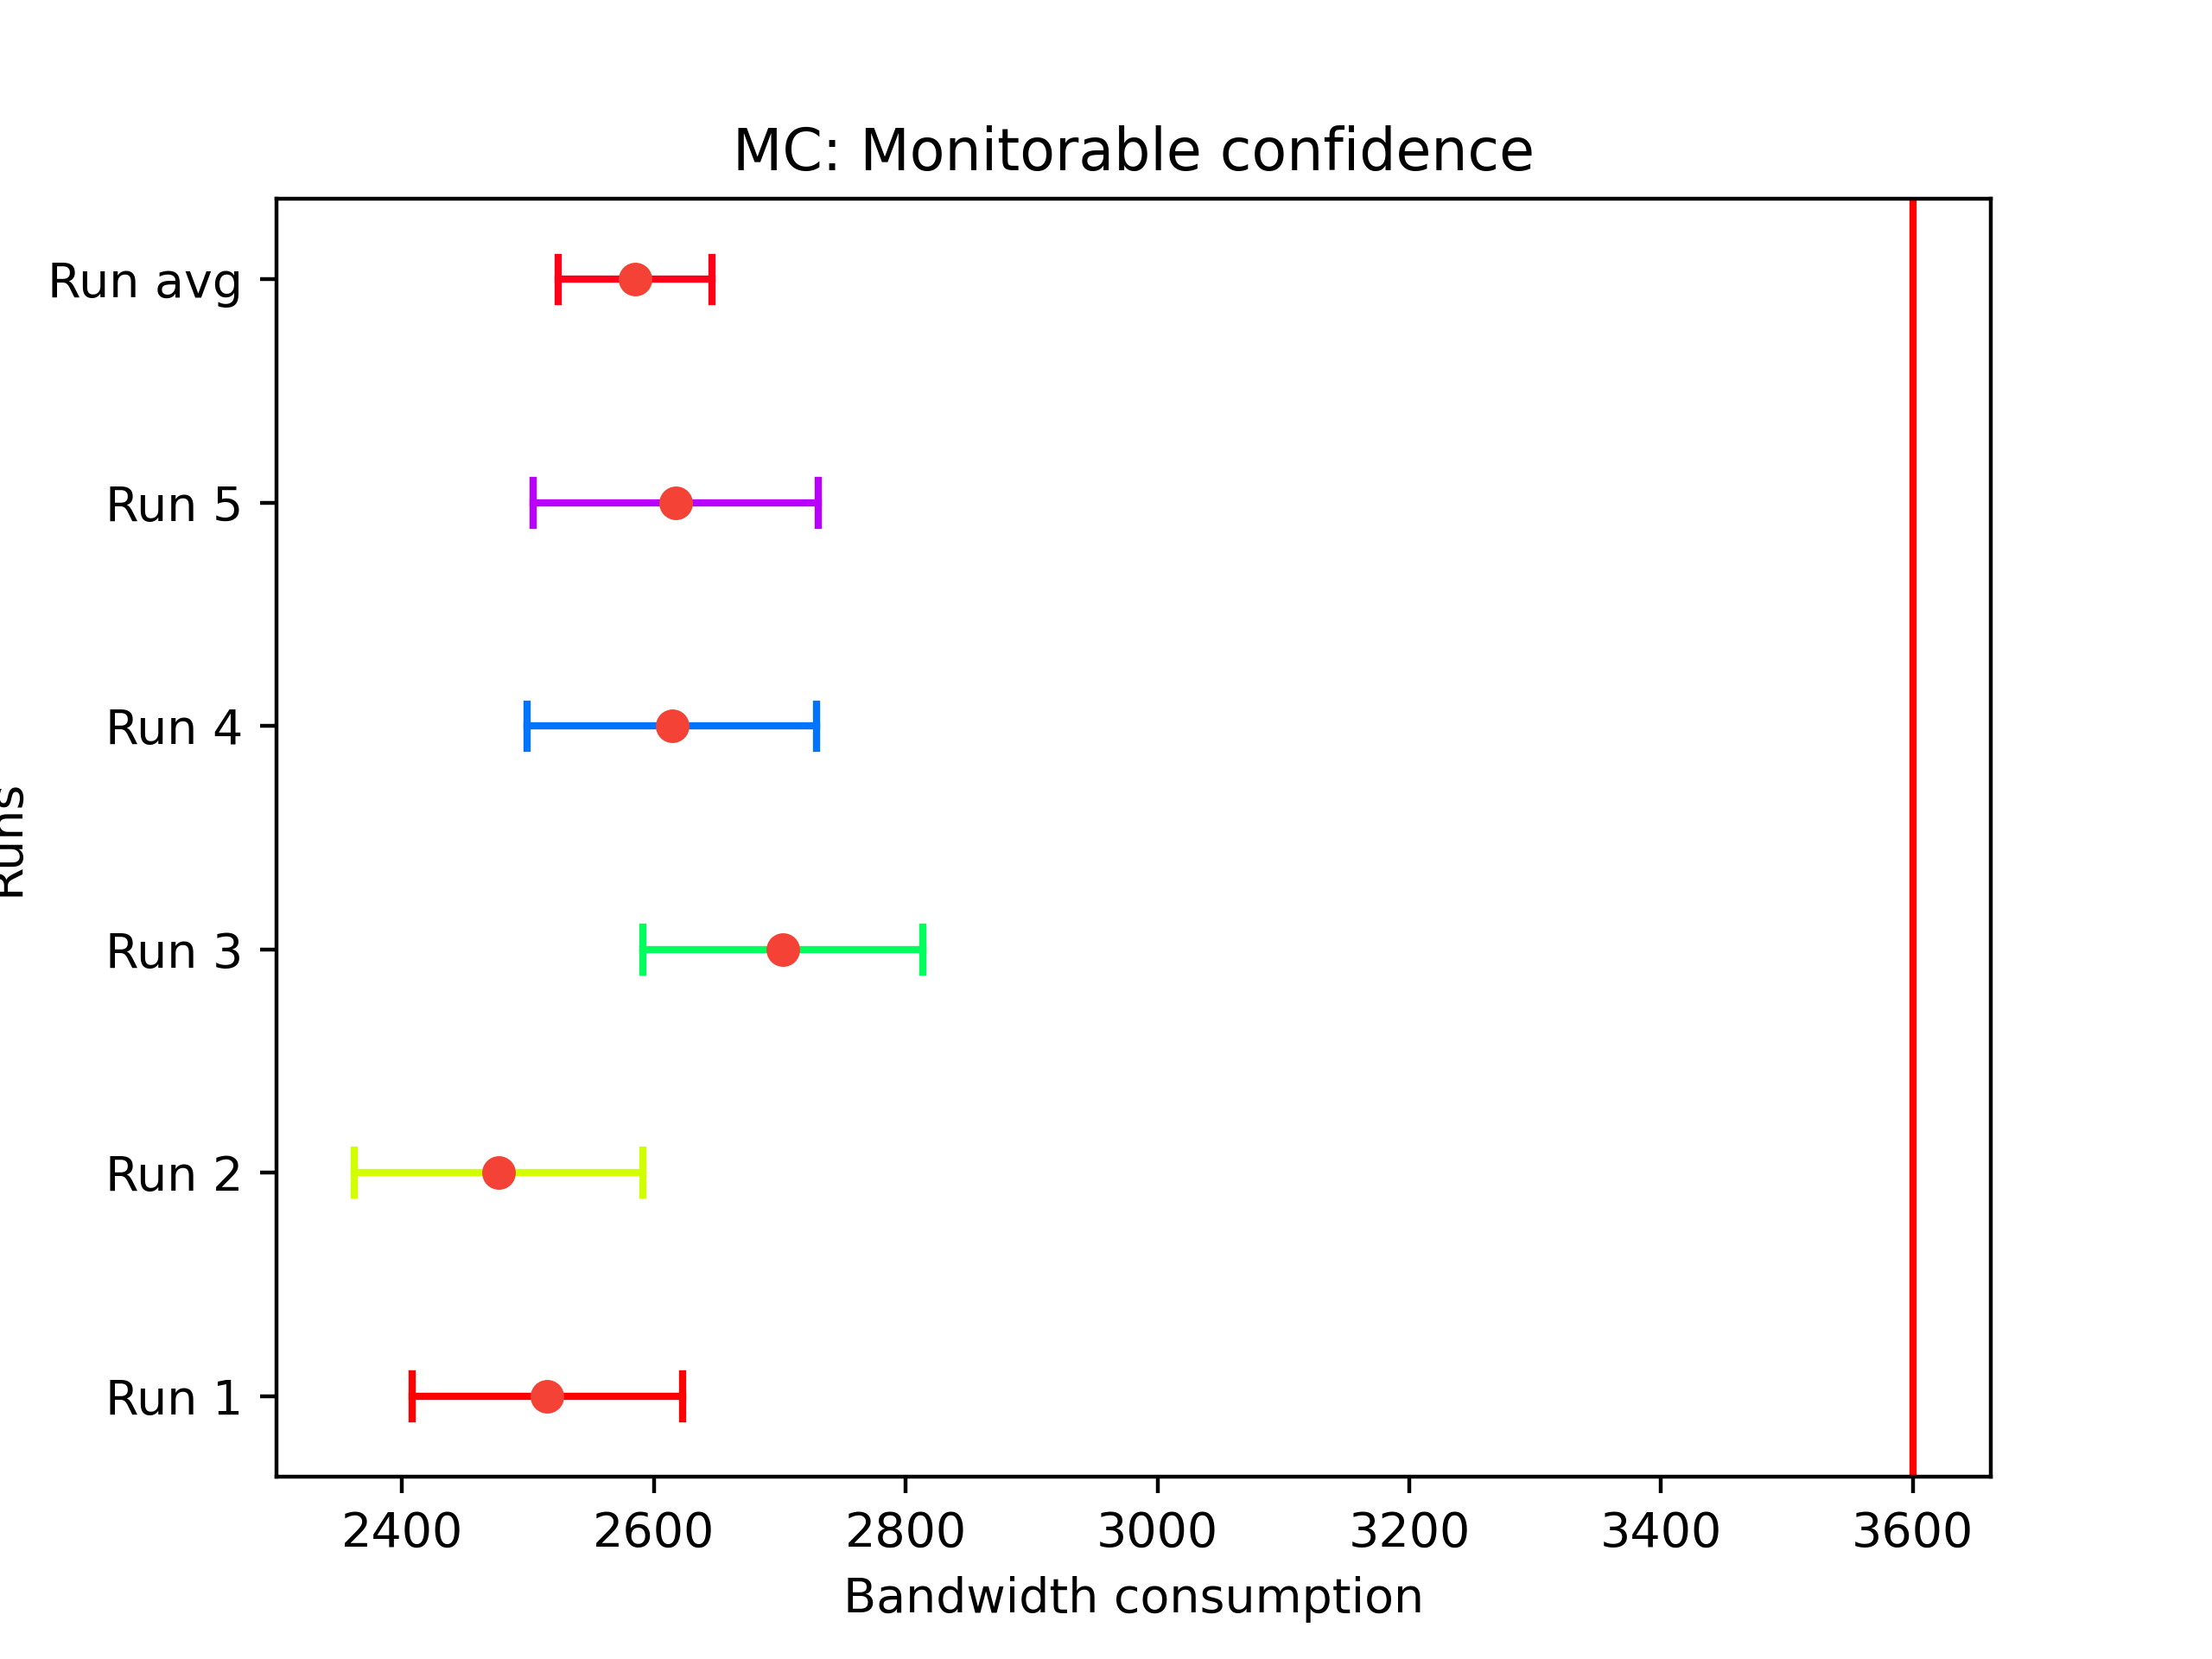 MC: Monitorable confidence
Run avg
Run 5
Run 4
Runs
Run 3
Run 2
Run 1
2400 2600 2800 3000 3200 3400 3600
Bandwidth consumption